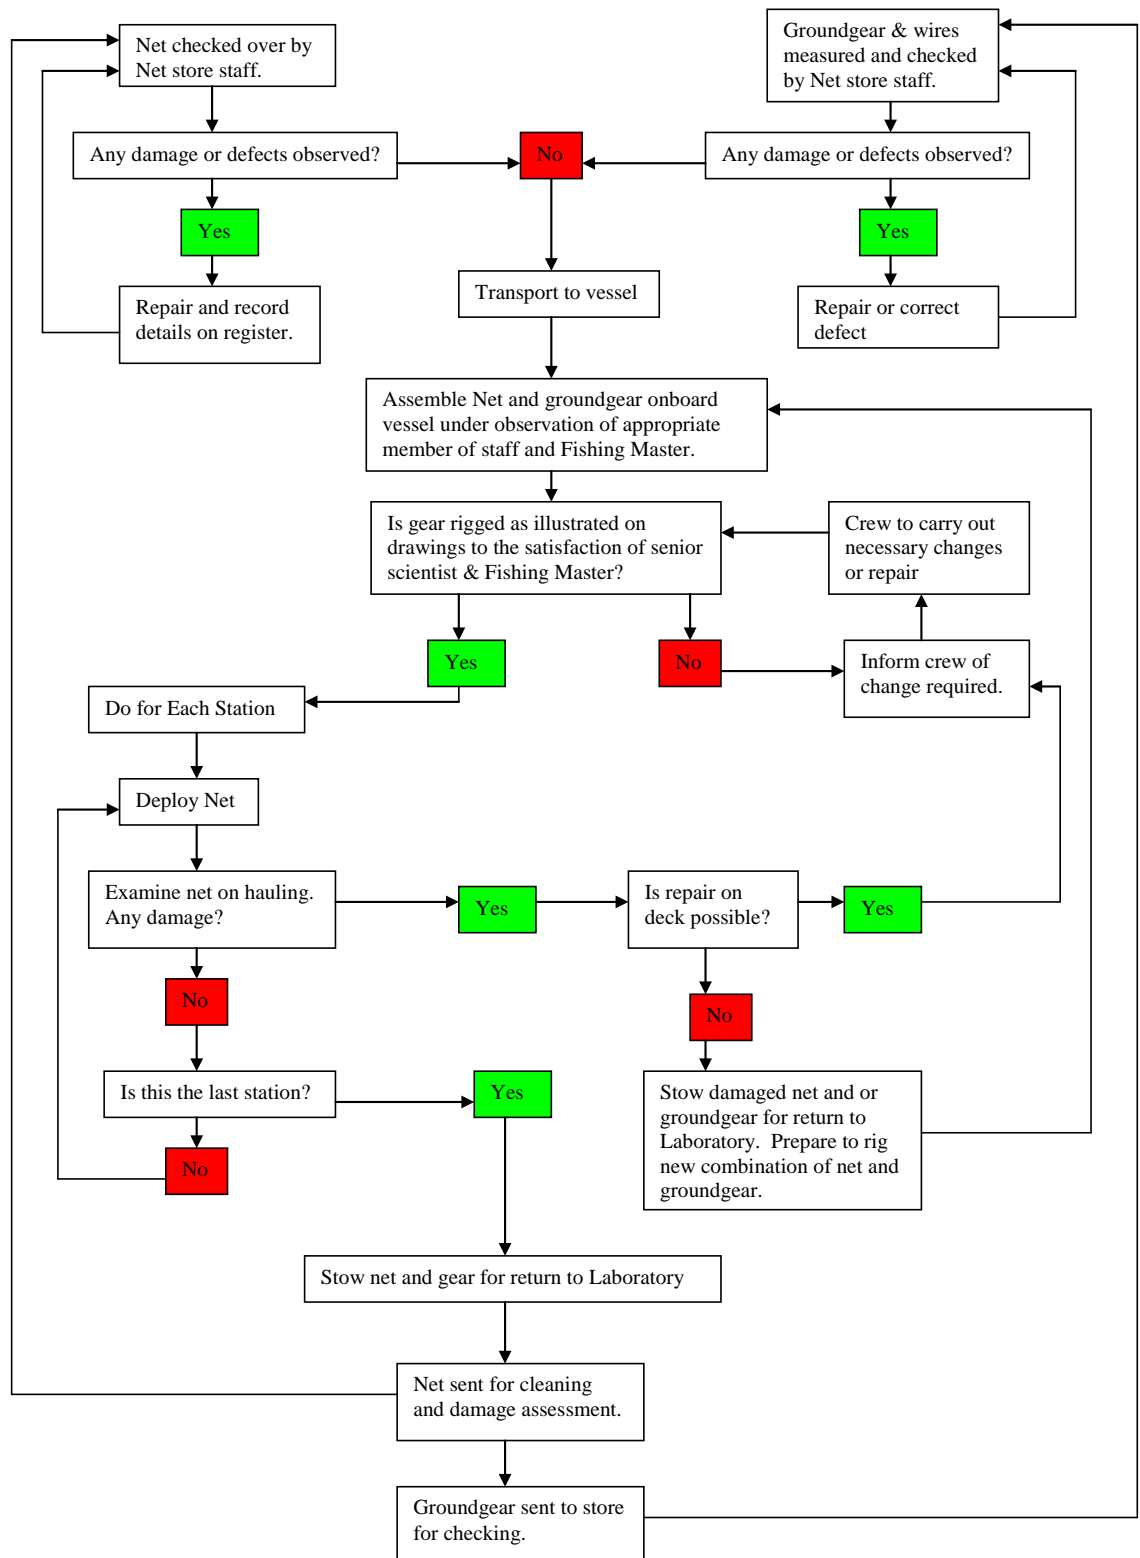 Net checked over by
Net store staff.
Groundgear & wires
measured and checked
by Net store staff.
Any damage or defects observed?
No
Any damage or defects observed?
Yes
Yes
Repair and record
details on register.
Transport to vessel
Repair or correct
defect
Assemble Net and groundgear onboard
vessel under observation of appropriate
member of staff and Fishing Master.
Is gear rigged as illustrated on
drawings to the satisfaction of senior
scientist & Fishing Master?
Crew to carry out
necessary changes
or repair
Yes
No
Inform crew of
change required.
Do for Each Station
Deploy Net
Examine net on hauling.
Any damage?
Yes
Is repair on
deck possible?
Yes
No
No
Is this the last station?
Yes
Stow damaged net and or
groundgear for return to
Laboratory.  Prepare to rig
new combination of net and
groundgear.
No
Stow net and gear for return to Laboratory
Net sent for cleaning
and damage assessment.
Groundgear sent to store
for checking.